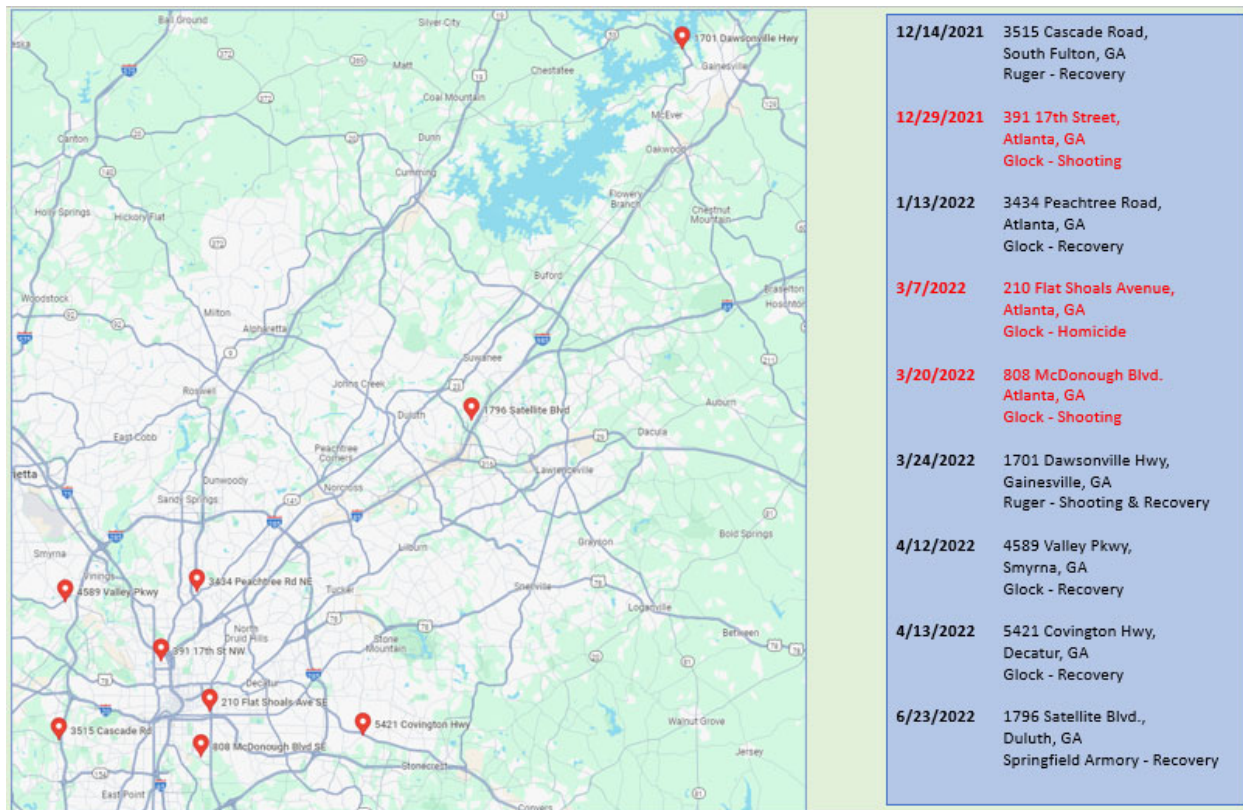 Ball Ground
Silver City
1701 Dawsonville Hwy
Gainesville
Chestatee
Matt
Coal Mountain
McEver
Canton
Dunn
Oakwood
Cumming
Holly Springs
Hickory Flat
Flowery
Branch
Chestnut
Mountain
Buford
Braselton
Hoschton
Woodstock
Milton
Alpharetta
Suwanee
Roswell
Johns Creek
1796 Satellite Blvd
Duluth
Auburn
East Cobb
Dacula
Peachtree
Corners
Lawrenceville
rietta
Dunwoody
Norcross
Sandy Springs
Bold Springs
Grayson
Smyrna
Lilburn
Vinings
3434 Peachtree Rd NE
4589 Valley Pkwy
Tucker
Snellville
Loganville
North
Druid Hills
Stone
Mountain
Between
391 17th St NW
Decatur
210 Flat Shoals Ave SE
5421 Covington Hwy
Walnut Grove
3515 Cascade Rd
808 McDonough Blvd SE
Jersey
Stonecrest
East Point
Conyers
12/14/2021 3515 Cascade Road,
South Fulton, GA
Ruger - Recovery
12/29/2021 391 17th Street,
Atlanta, GA
Glock - Shooting
1/13/2022 3434 Peachtree Road,
Atlanta, GA
Glock - Recovery
3/7/2022 210 Flat Shoals Avenue,
Atlanta, GA
Glock - Homicide
3/20/2022 808 McDonough Blvd.
Atlanta, GA
Glock - Shooting
3/24/2022 1701 Dawsonville Hwy,
Gainesville, GA
Ruger - Shooting & Recovery
4/12/2022 4589 Valley Pkwy,
Smyrna, GA
Glock - Recovery
4/13/2022 5421 Covington Hwy,
Decatur, GA
Glock - Recovery
6/23/2022 1796 Satellite Blvd.,
Duluth, GA
Springfield Armory - Recovery